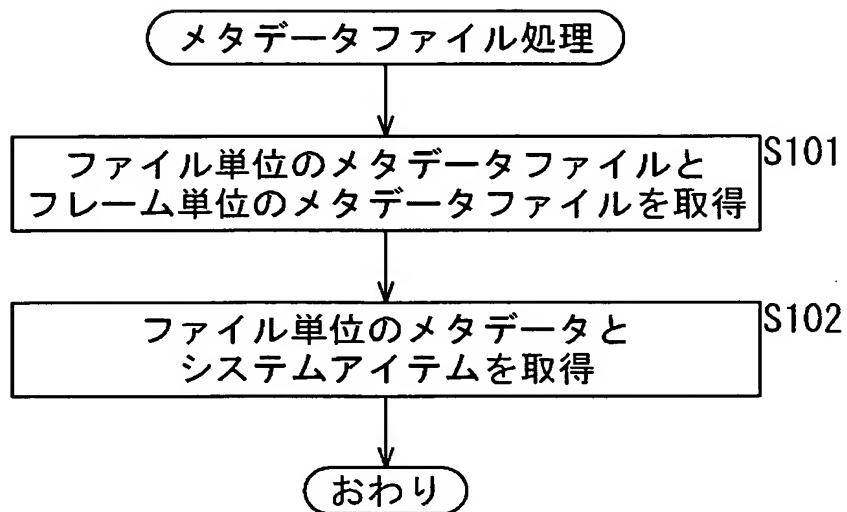 メタデータファイル処理
S101
ファイル単位のメタデータファイルと
フレーム単位のメタデータファイルを取得
S102
ファイル単位のメタデータと
システムアイテムを取得
おわり